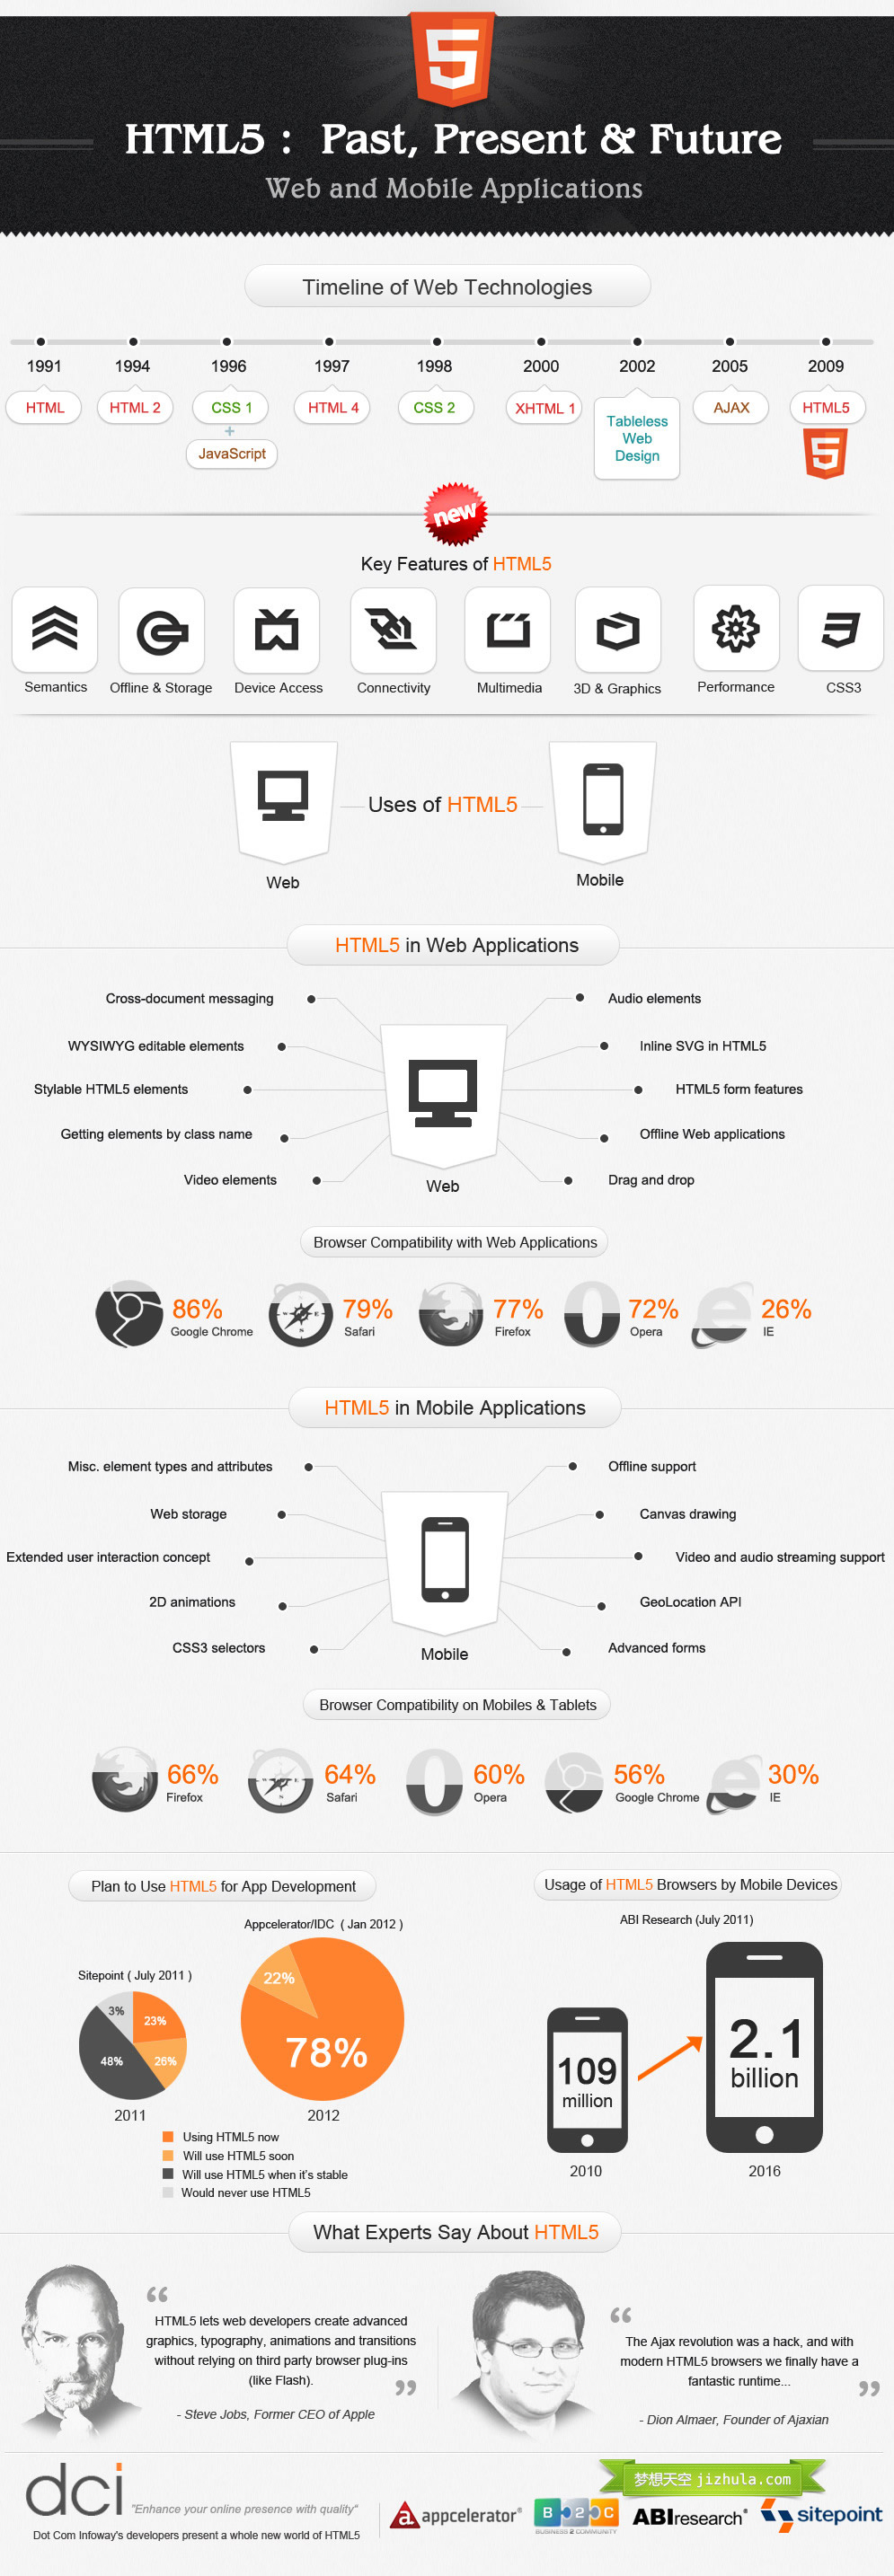 HTML5 : Past, Present & Future
Web and Mobile Applications
Timeline of Web Technologies
1991 1994 1996 1997 1998 2000 2002 2005 2009
HTML HTML 2 CSS 1 HTML 4 CSS 2 XHTML 1 AJAX HTML5
+
JavaScript
Tableless
Web
Design
new
Key Features of HTML5
Semantics Offline & Storage Device Access Connectivity Multimedia 3D & Graphics Performance CSS3
Uses of HTML5
Web Mobile
HTML5 in Web Applications
Cross-document messaging
Audio elements
WYSIWYG editable elements
Inline SVG in HTML5
Stylable HTML5 elements
HTML5 form features
Getting elements by class name
Offline Web applications
Video elements
Drag and drop
Web
Browser Compatibility with Web Applications
86% 79% 77% 72% 26%
Google Chrome Safari Firefox Opera IE
HTML5 in Mobile Applications
Misc. element types and attributes
Offline support
Web storage
Canvas drawing
Extended user interaction concept
Video and audio streaming support
2D animations
GeoLocation API
CSS3 selectors
Advanced forms
Mobile
Browser Compatibility on Mobiles & Tablets
66% 64% 60% 56% 30%
Firefox Safari Opera Google Chrome IE
Plan to Use HTML5 for App Development
Sitepoint ( July 2011 )
3%
23%
48%
26%
2011
Appcelerator/IDC ( Jan 2012 )
22%
78%
2012
Using HTML5 now
Will use HTML5 soon
Will use HTML5 when it's stable
Would never use HTML5
Usage of HTML5 Browsers by Mobile Devices
ABI Research (July 2011)
109
million
2010
2.1
billion
2016
What Experts Say About HTML5
“
HTML5 lets web developers create advanced
graphics, typography, animations and transitions
without relying on third party browser plug-ins
(like Flash).
”
- Steve Jobs, Former CEO of Apple
“
The Ajax revolution was a hack, and with
modern HTML5 browsers we finally have a
fantastic runtime...
”
- Dion Almaer, Founder of Ajaxian
dci
"Enhance your online presence with quality"
Dot Com Infoway's developers present a whole new world of HTML5
appcelerator®
B 2 C
BUSINESS 2 COMMUNITY
梦想天空 jizhula.com
ABIresearch®
sitepoint